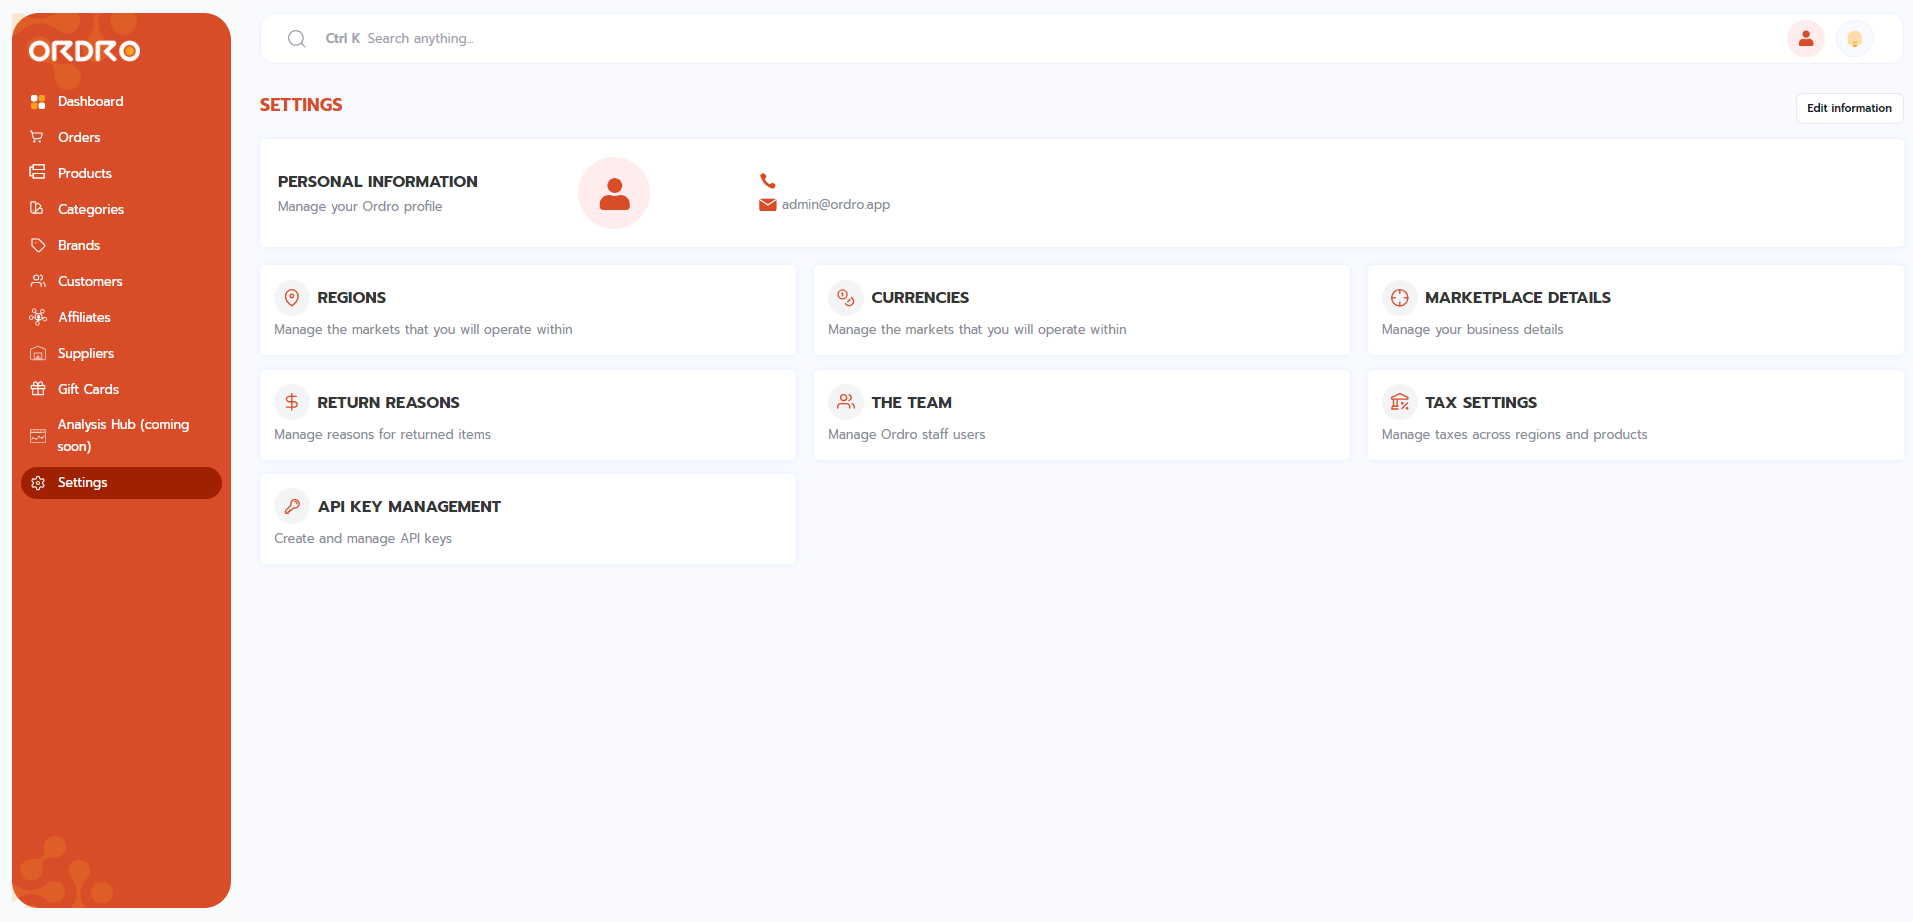 ORDRO
Dashboard
Orders
Products
Categories
Brands
Customers
Affiliates
Suppliers
Gift Cards
Analysis Hub (coming
soon)
Settings
Ctrl K Search anything...
SETTINGS
Edit information
PERSONAL INFORMATION
Manage your Ordro profile
admin@ordro.app
REGIONS
Manage the markets that you will operate within
CURRENCIES
Manage the markets that you will operate within
MARKETPLACE DETAILS
Manage your business details
RETURN REASONS
Manage reasons for returned items
THE TEAM
Manage Ordro staff users
TAX SETTINGS
Manage taxes across regions and products
API KEY MANAGEMENT
Create and manage API keys